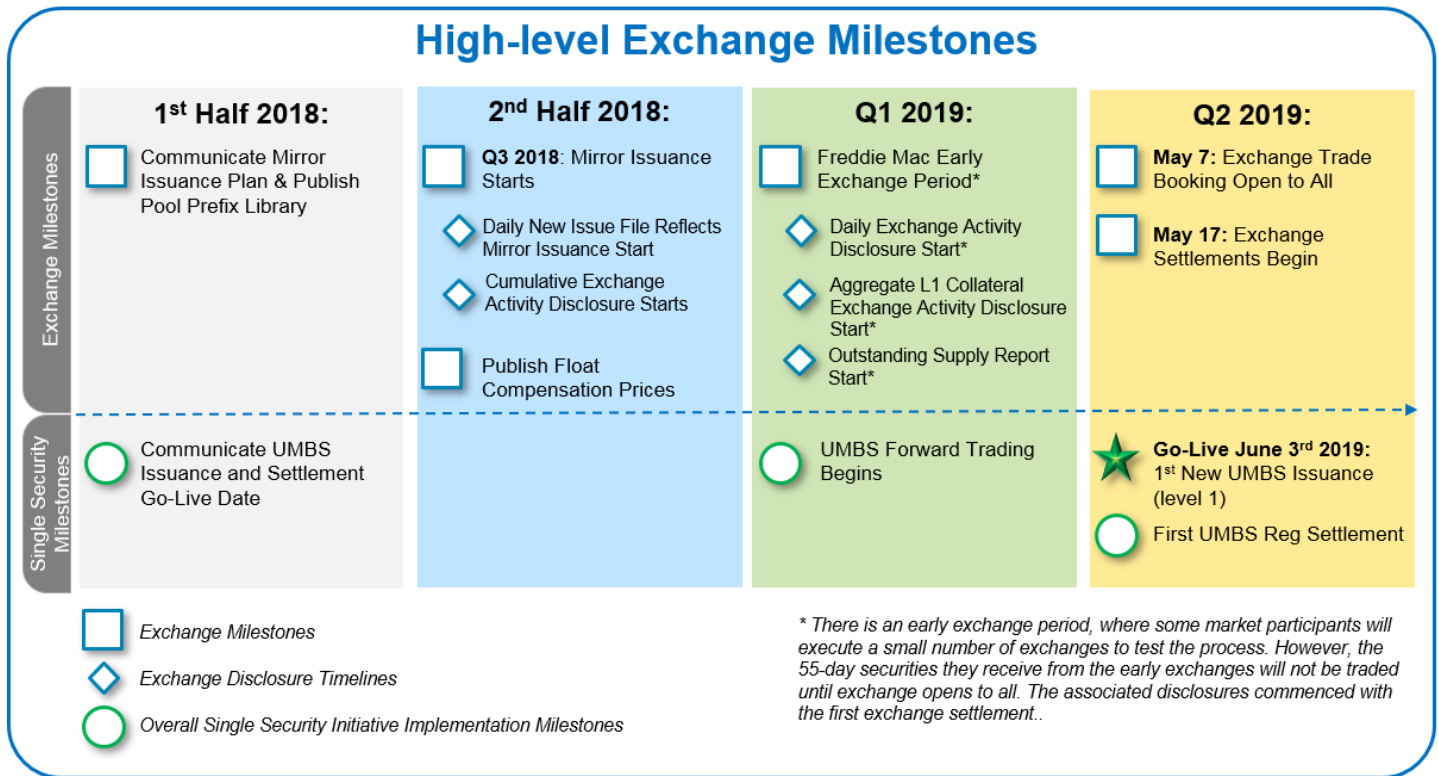 High-level Exchange Milestones
Exchange Milestones
1st Half 2018:
Communicate Mirror
Issuance Plan & Publish
Pool Prefix Library
2nd Half 2018:
Q3 2018: Mirror Issuance
Starts
Daily New Issue File Reflects
Mirror Issuance Start
Cumulative Exchange
Activity Disclosure Starts
Publish Float
Compensation Prices
Q1 2019:
Freddie Mac Early
Exchange Period*
Daily Exchange Activity
Disclosure Start*
Aggregate L1 Collateral
Exchange Activity Disclosure
Start*
Outstanding Supply Report
Start*
Q2 2019:
May 7: Exchange Trade
Booking Open to All
May 17: Exchange
Settlements Begin
Single Security
Milestones
Communicate UMBS
Issuance and Settlement
Go-Live Date
UMBS Forward Trading
Begins
Go-Live June 3rd 2019:
1st New UMBS Issuance
(level 1)
First UMBS Reg Settlement
Exchange Milestones
Exchange Disclosure Timelines
Overall Single Security Initiative Implementation Milestones
* There is an early exchange period, where some market participants will
execute a small number of exchanges to test the process. However, the
55-day securities they receive from the early exchanges will not be traded
until exchange opens to all. The associated disclosures commenced with
the first exchange settlement..